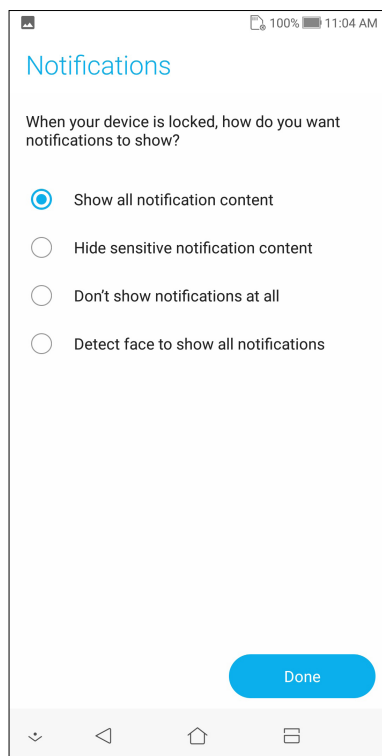 100% 11:04 AM
Notifications
When your device is locked, how do you want
notifications to show?
Show all notification content
Hide sensitive notification content
Don't show notifications at all
Detect face to show all notifications
Done